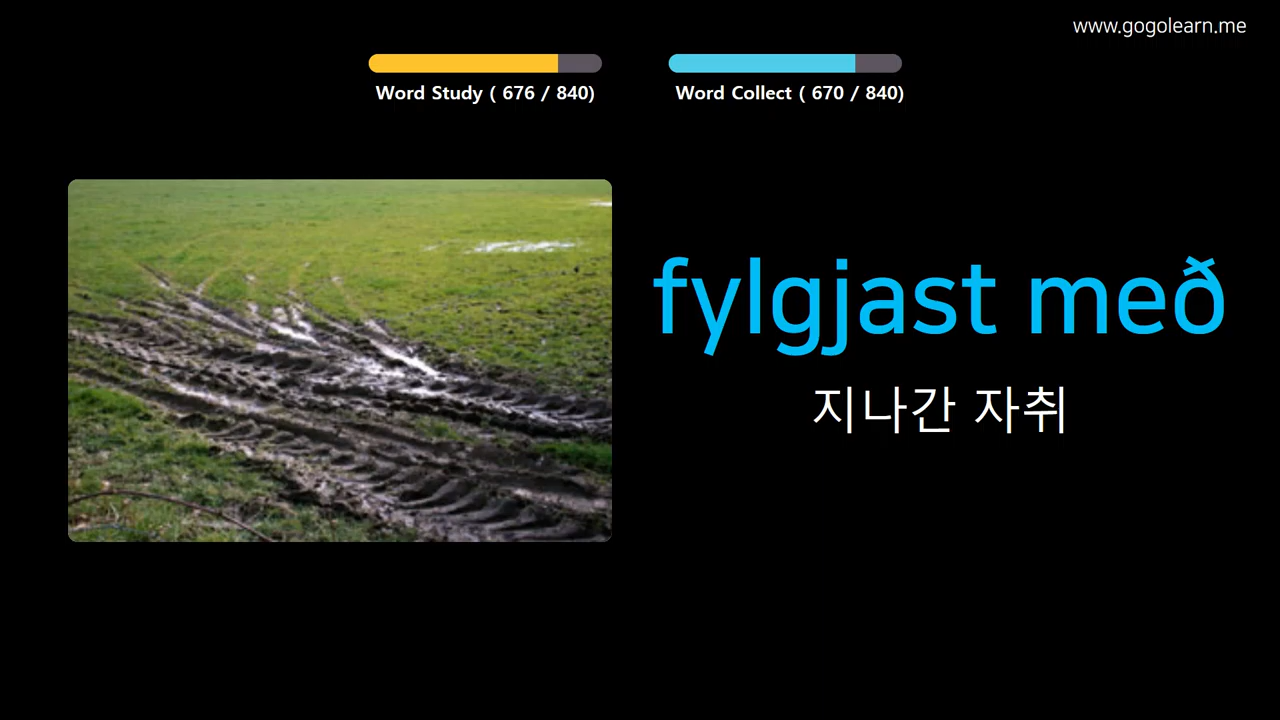 www.gogolearn.me
Word Study ( 676 / 840)
Word Collect ( 670 / 840)
fylgjast með
지나간 자취